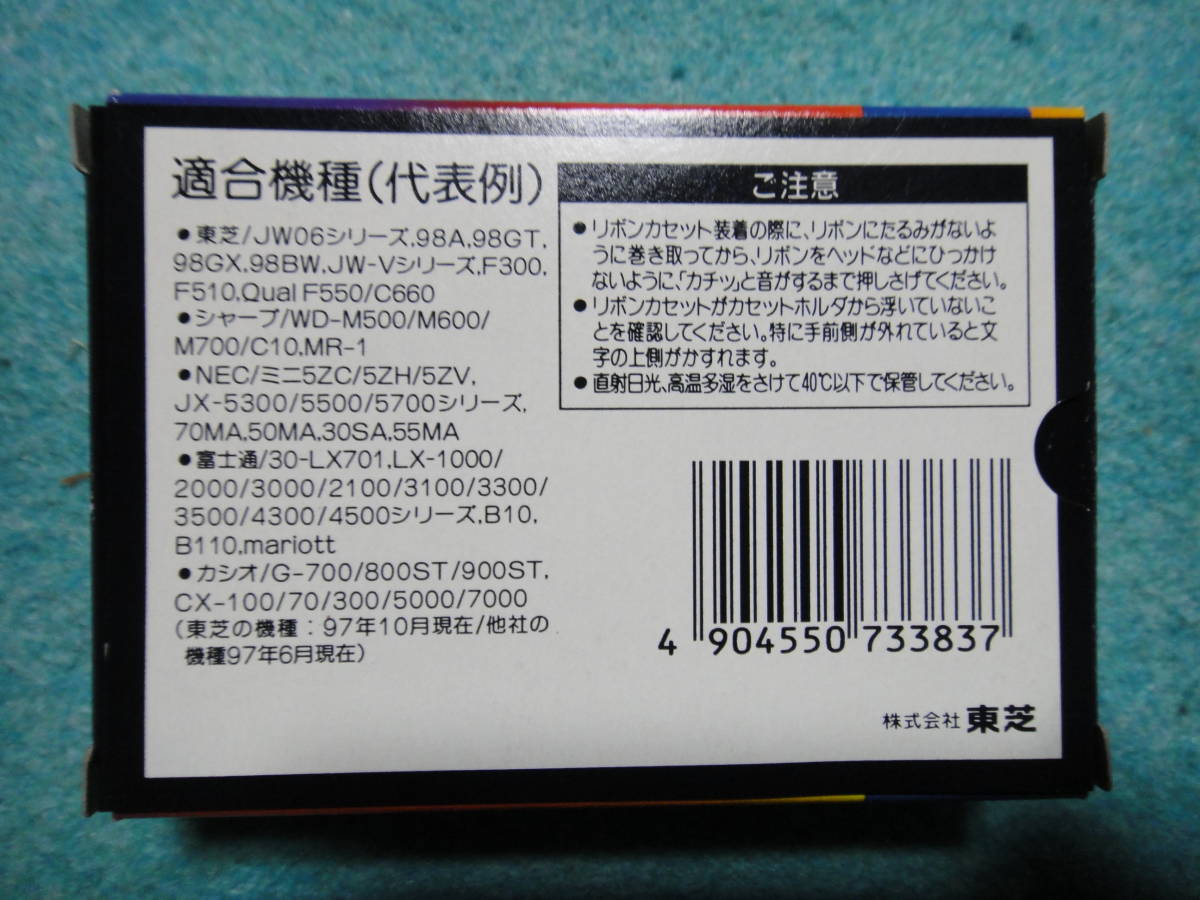 適合機種(代表例)
●東芝/JW06シリーズ,98A,98GT,
98GX,98BW,JW-Vシリーズ,F300,
F510,Qual F550/C660
●シャープ/WD-M500/M600/
M700/C10,MR-1
●NEC/ミニ5ZC/5ZH/5ZV,
JX-5300/5500/5700シリーズ,
70MA,50MA,30SA,55MA
●富士通/30-LX701,LX-1000/
2000/3000/2100/3100/3300/
3500/4300/4500シリーズ,B10,
B110,mariott
●カシオ/G-700/800ST/900ST,
CX-100/70/300/5000/7000
(東芝の機種：97年10月現在/他社の
機種97年6月現在)
ご注意
●リボンカセット装着の際に、リボンにたるみがないよ
うに巻き取ってから、リボンをヘッドなどにひっかけ
ないように、「カチッ」と音がするまで押しさげてください。
●リボンカセットがカセットホルダから浮いていないこ
とを確認してください。特に手前側が外れていると文
字の上側がかすれます。
●直射日光、高温多湿をさけて40℃以下で保管してください。
4 904550 733837
株式会社 東芝